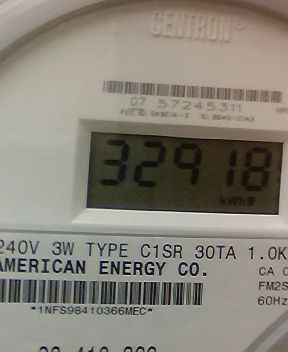 CENTRON®
07 57245311
32918
kWh
240V 3W TYPE C1SR 30TA 1.0K
AMERICAN ENERGY CO.
CA 0
FM2S
60Hz
*1NFS98410366MEC*